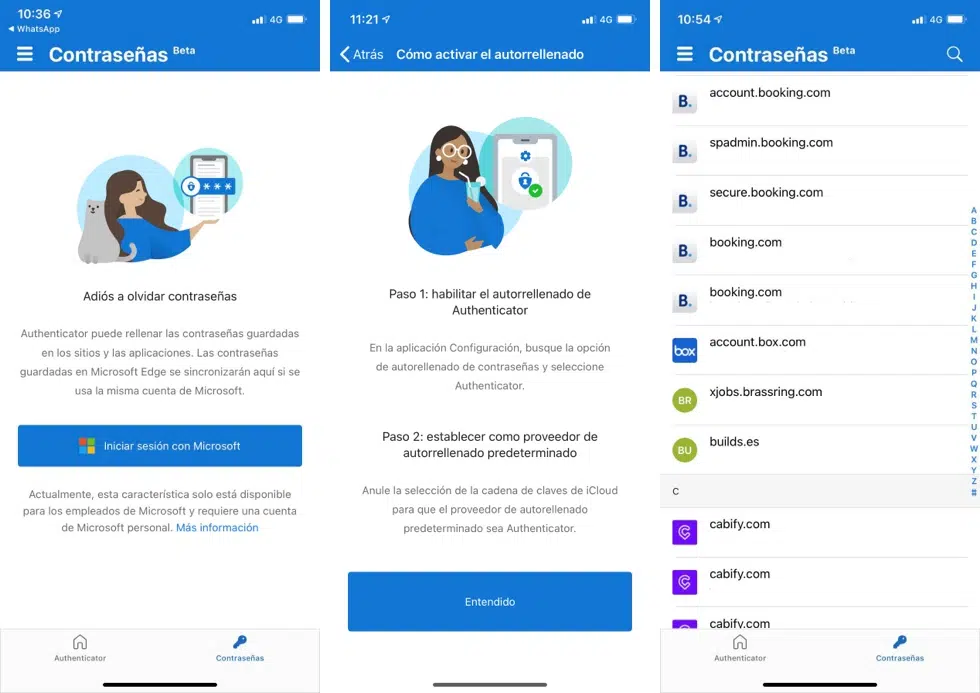 10:36
4G
WhatsApp
Contraseñas Beta
Adiós a olvidar contraseñas
Authenticator puede rellenar las contraseñas guardadas
en los sitios y las aplicaciones. Las contraseñas
guardadas en Microsoft Edge se sincronizarán aquí si se
usa la misma cuenta de Microsoft.
Iniciar sesión con Microsoft
Actualmente, esta característica solo está disponible
para los empleados de Microsoft y requiere una cuenta
de Microsoft personal. Más información
Authenticator
Contraseñas
11:21
4G
Atrás
Cómo activar el autorrellenado
Paso 1: habilitar el autorrellenado de
Authenticator
En la aplicación Configuración, busque la opción
de autorellenado de contraseñas y seleccione
Authenticator.
Paso 2: establecer como proveedor de
autorrellenado predeterminado
Anule la selección de la cadena de claves de iCloud
para que el proveedor de autorellenado
predeterminado sea Authenticator.
Entendido
10:54
4G
Contraseñas Beta
B. account.booking.com
B. spadmin.booking.com
B. secure.booking.com
B. booking.com
B. booking.com
box account.box.com
BR xjobs.brassring.com
BU builds.es
C
cabify.com
cabify.com
cabify.com
A
B
C
D
E
F
G
H
I
J
K
L
M
N
O
P
Q
R
S
T
U
V
W
X
Y
Z
#
Authenticator
Contraseñas